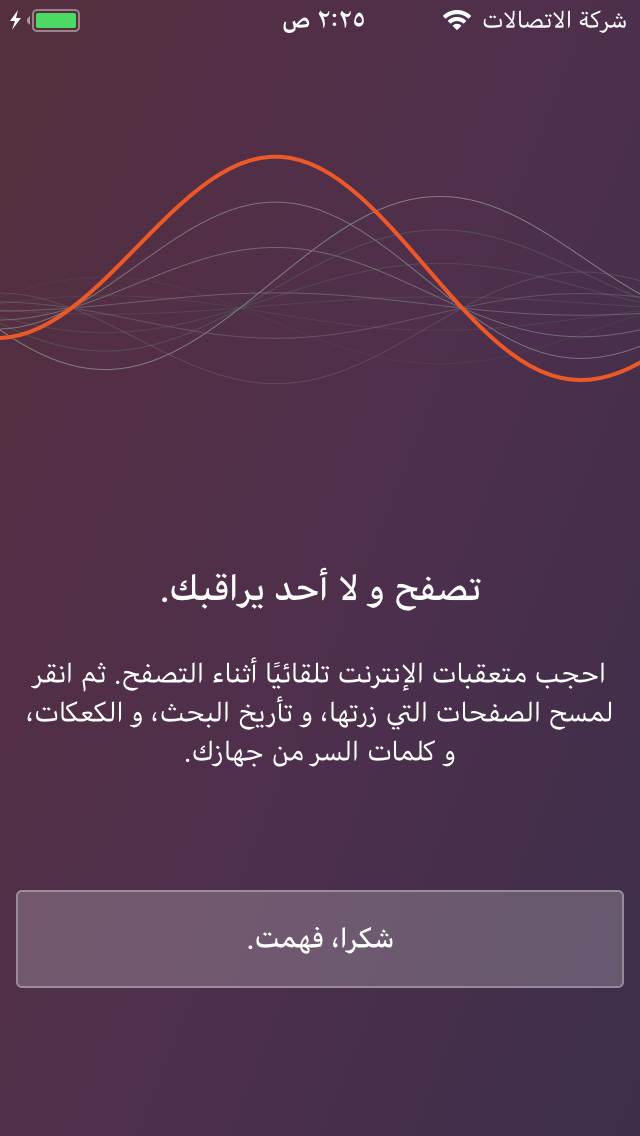 شركة الاتصالات ٢:٢٥ ص
تصفح و لا أحد يراقبك.
احجب متعقبات الإنترنت تلقائيًا أثناء التصفح. ثم انقر
لمسح الصفحات التي زرتها، و تأريخ البحث، و الكعكات،
و كلمات السر من جهازك.
شكرا، فهمت.